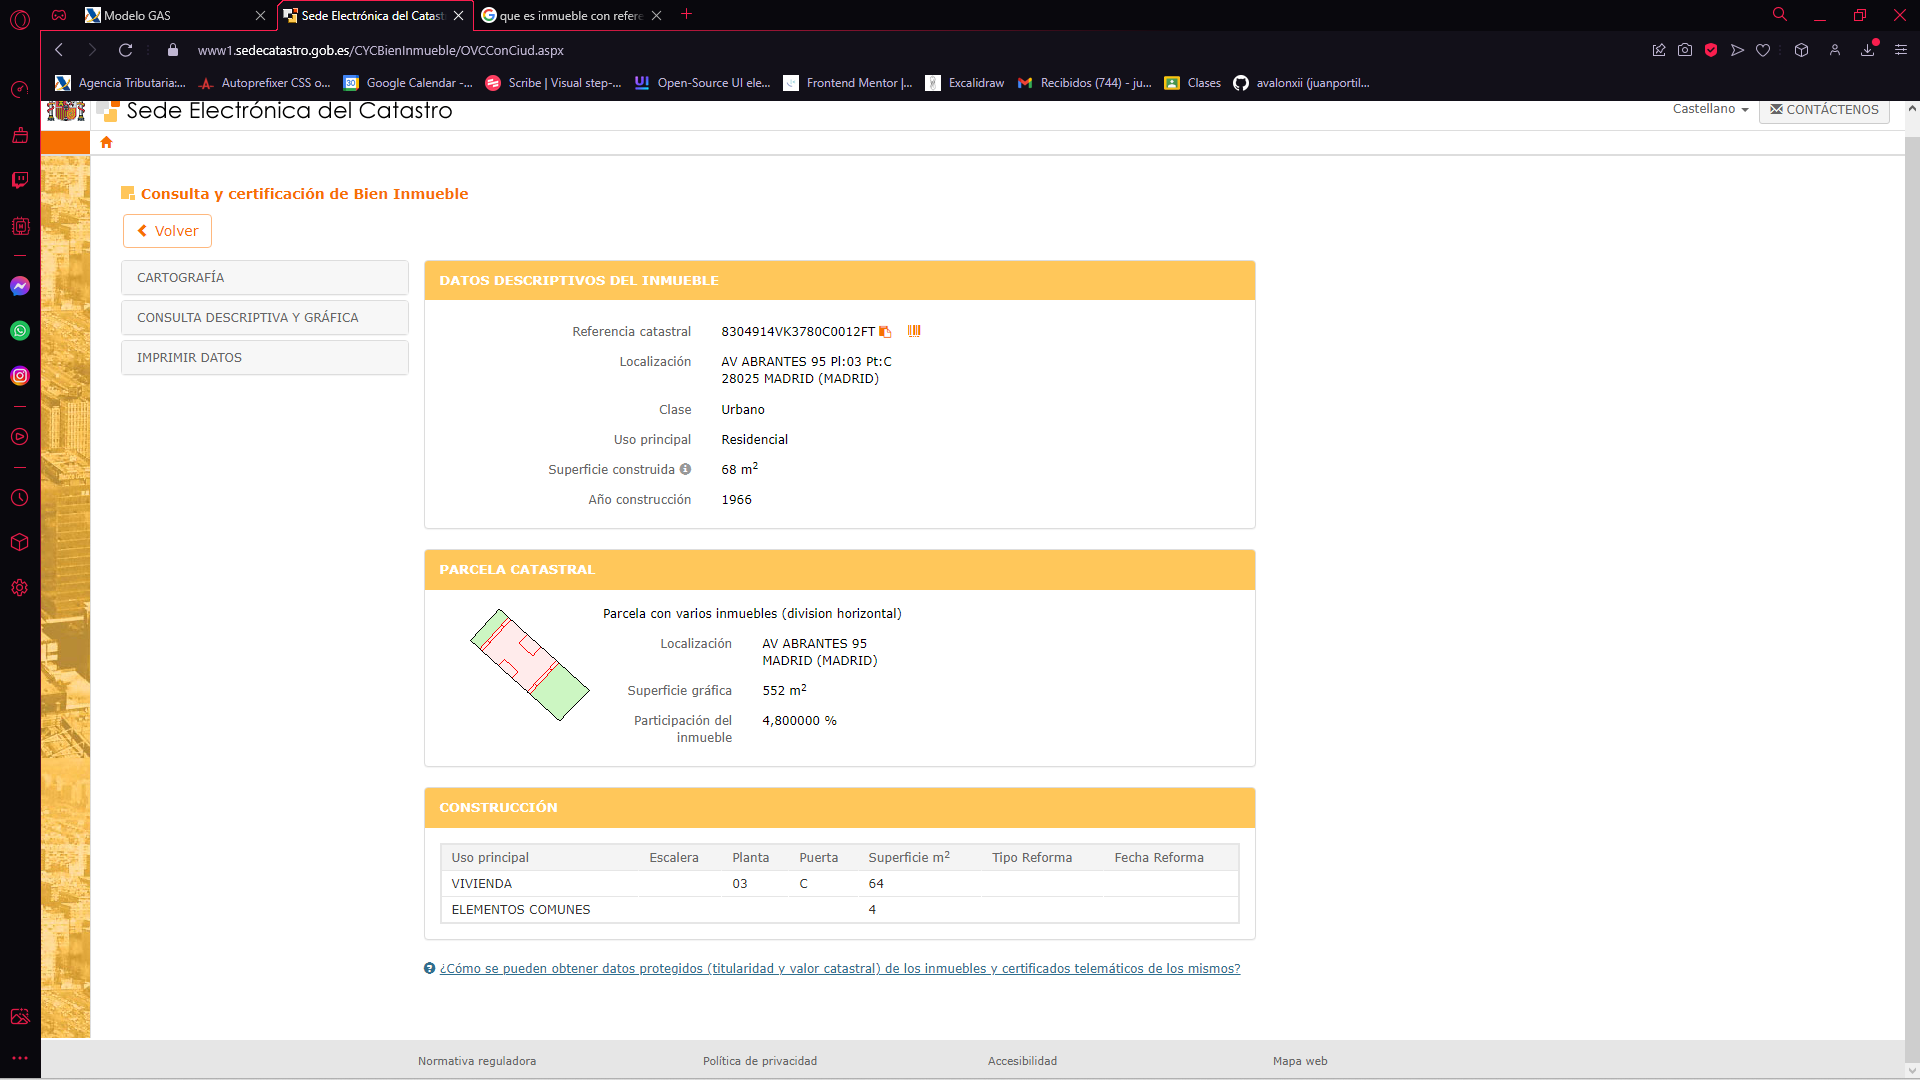 Modelo GAS
Sede Electrónica del Catast
que es inmueble con refere
www1.sedecatastro.gob.es/CYCBienInmueble/OVCConCiud.aspx
Agencia Tributaria:... Autoprefixer CSS o... Google Calendar -... Scribe | Visual step-... Open-Source UI ele... Frontend Mentor |... Excalidraw Recibidos (744) - ju... Clases avalonxii (juanportil...
Sede Electrónica del Catastro
Castellano
CONTÁCTENOS
Consulta y certificación de Bien Inmueble
Volver
CARTOGRAFÍA
CONSULTA DESCRIPTIVA Y GRÁFICA
IMPRIMIR DATOS
DATOS DESCRIPTIVOS DEL INMUEBLE
Referencia catastral 8304914VK3780C0012FT
Localización AV ABRANTES 95 Pl:03 Pt:C
28025 MADRID (MADRID)
Clase Urbano
Uso principal Residencial
Superficie construida 68 m²
Año construcción 1966
PARCELA CATASTRAL
Parcela con varios inmuebles (division horizontal)
Localización AV ABRANTES 95
MADRID (MADRID)
Superficie gráfica 552 m²
Participación del inmueble 4,800000 %
CONSTRUCCIÓN
Uso principal Escalera Planta Puerta Superficie m² Tipo Reforma Fecha Reforma
VIVIENDA 03 C 64
ELEMENTOS COMUNES 4
¿Cómo se pueden obtener datos protegidos (titularidad y valor catastral) de los inmuebles y certificados telemáticos de los mismos?
Normativa reguladora Política de privacidad Accesibilidad Mapa web